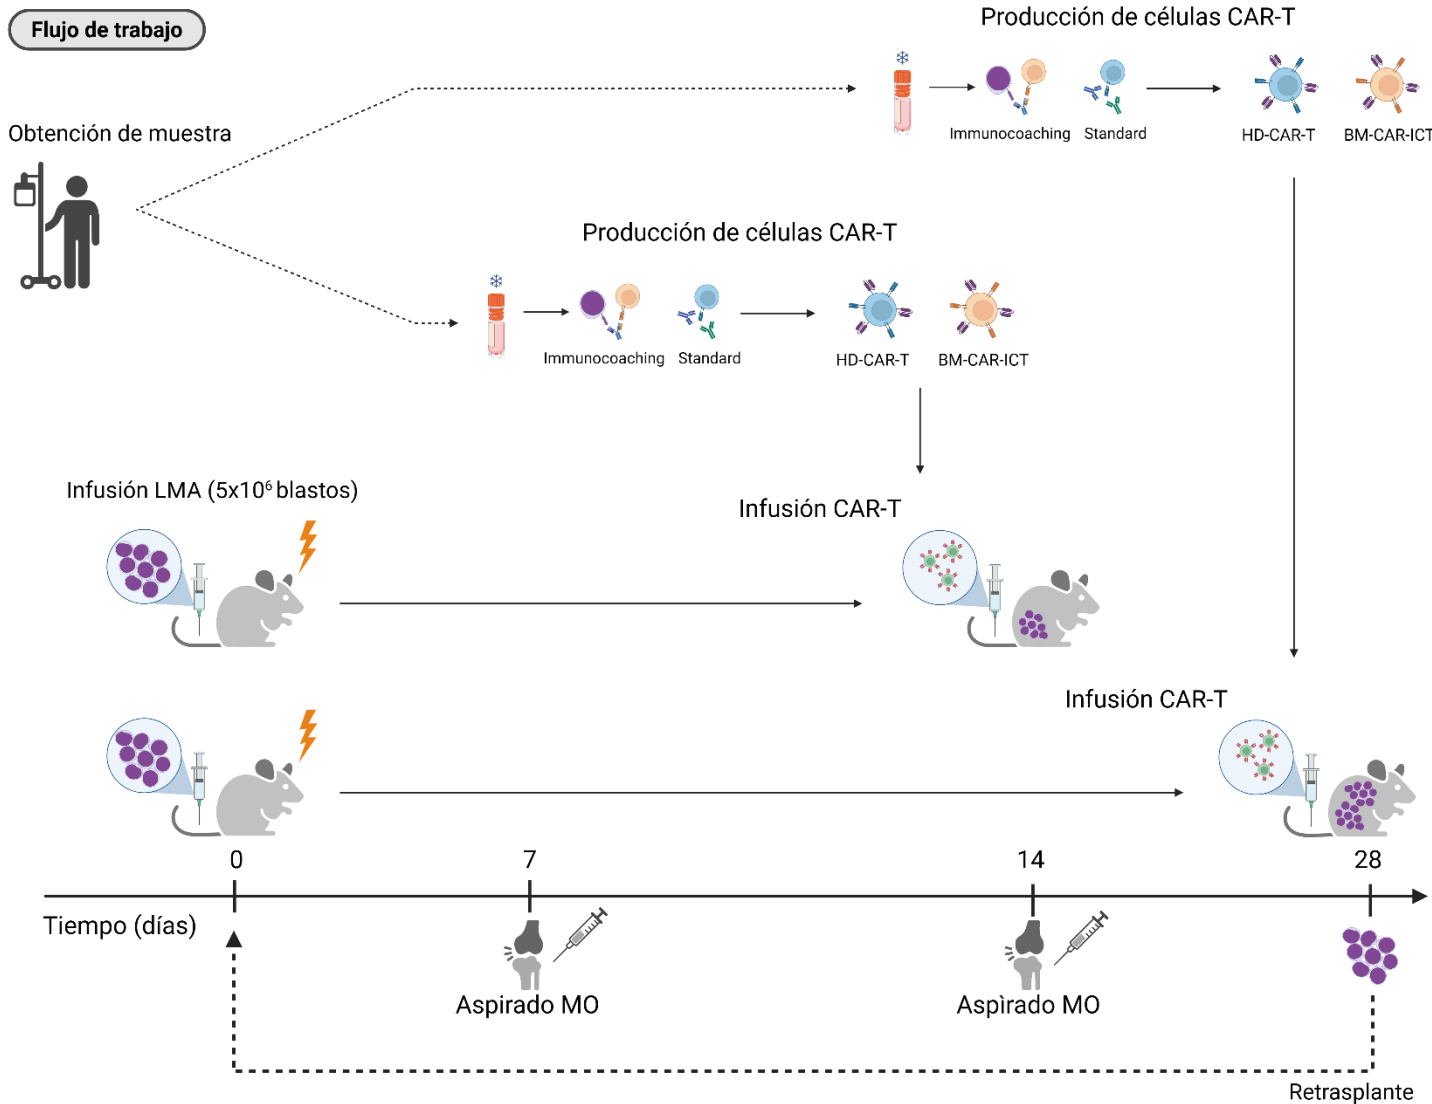 Flujo de trabajo
Producción de células CAR-T
Obtención de muestra
Immunocoaching
Standard
HD-CAR-T
BM-CAR-ICT
Producción de células CAR-T
Immunocoaching
Standard
HD-CAR-T
BM-CAR-ICT
Infusión LMA (5x10⁶ blastos)
Infusión CAR-T
Infusión CAR-T
0
7
14
28
Tiempo (días)
Aspirado MO
Aspirado MO
Retrasplante